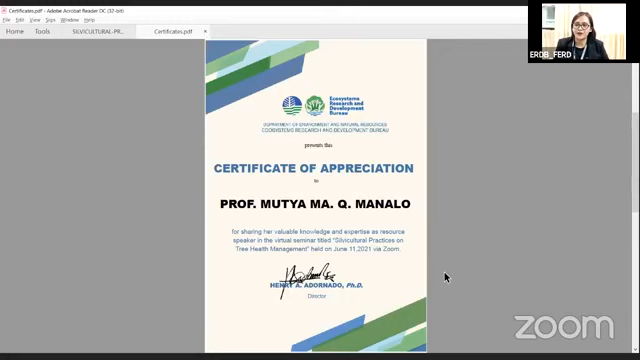 Certificates.pdf - Adobe Acrobat Reader DC (32-bit)
File Edit View Sign Window Help
Home Tools SILVICULTURAL-PR... Certificates.pdf ×
ERDB_FERD
Ecosystems
Research and
Development
Bureau
DEPARTMENT OF ENVIRONMENT AND NATURAL RESOURCES
ECOSYSTEMS RESEARCH AND DEVELOPMENT BUREAU
presents this
CERTIFICATE OF APPRECIATION
to
PROF. MUTYA MA. Q. MANALO
for sharing her valuable knowledge and expertise as resource
speaker in the virtual seminar titled "Silvicultural Practices on
Tree Health Management" held on June 11,2021 via Zoom.
HENRY A. ADORNADO, Ph.D.
Director
zoom